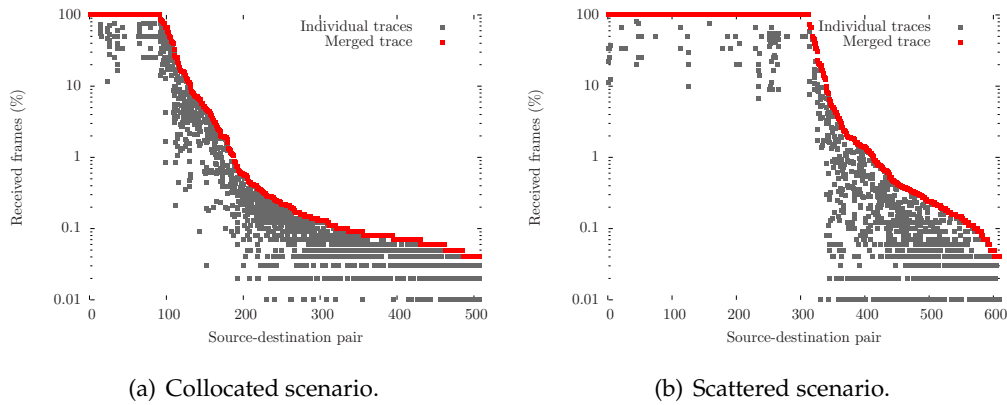 100
10
1
0.1
0.01
Received frames (%)
0 100 200 300 400 500
Source-destination pair
Individual traces
Merged trace
(a) Collocated scenario.
100
10
1
0.1
0.01
Received frames (%)
0 100 200 300 400 500 600
Source-destination pair
Individual traces
Merged trace
(b) Scattered scenario.